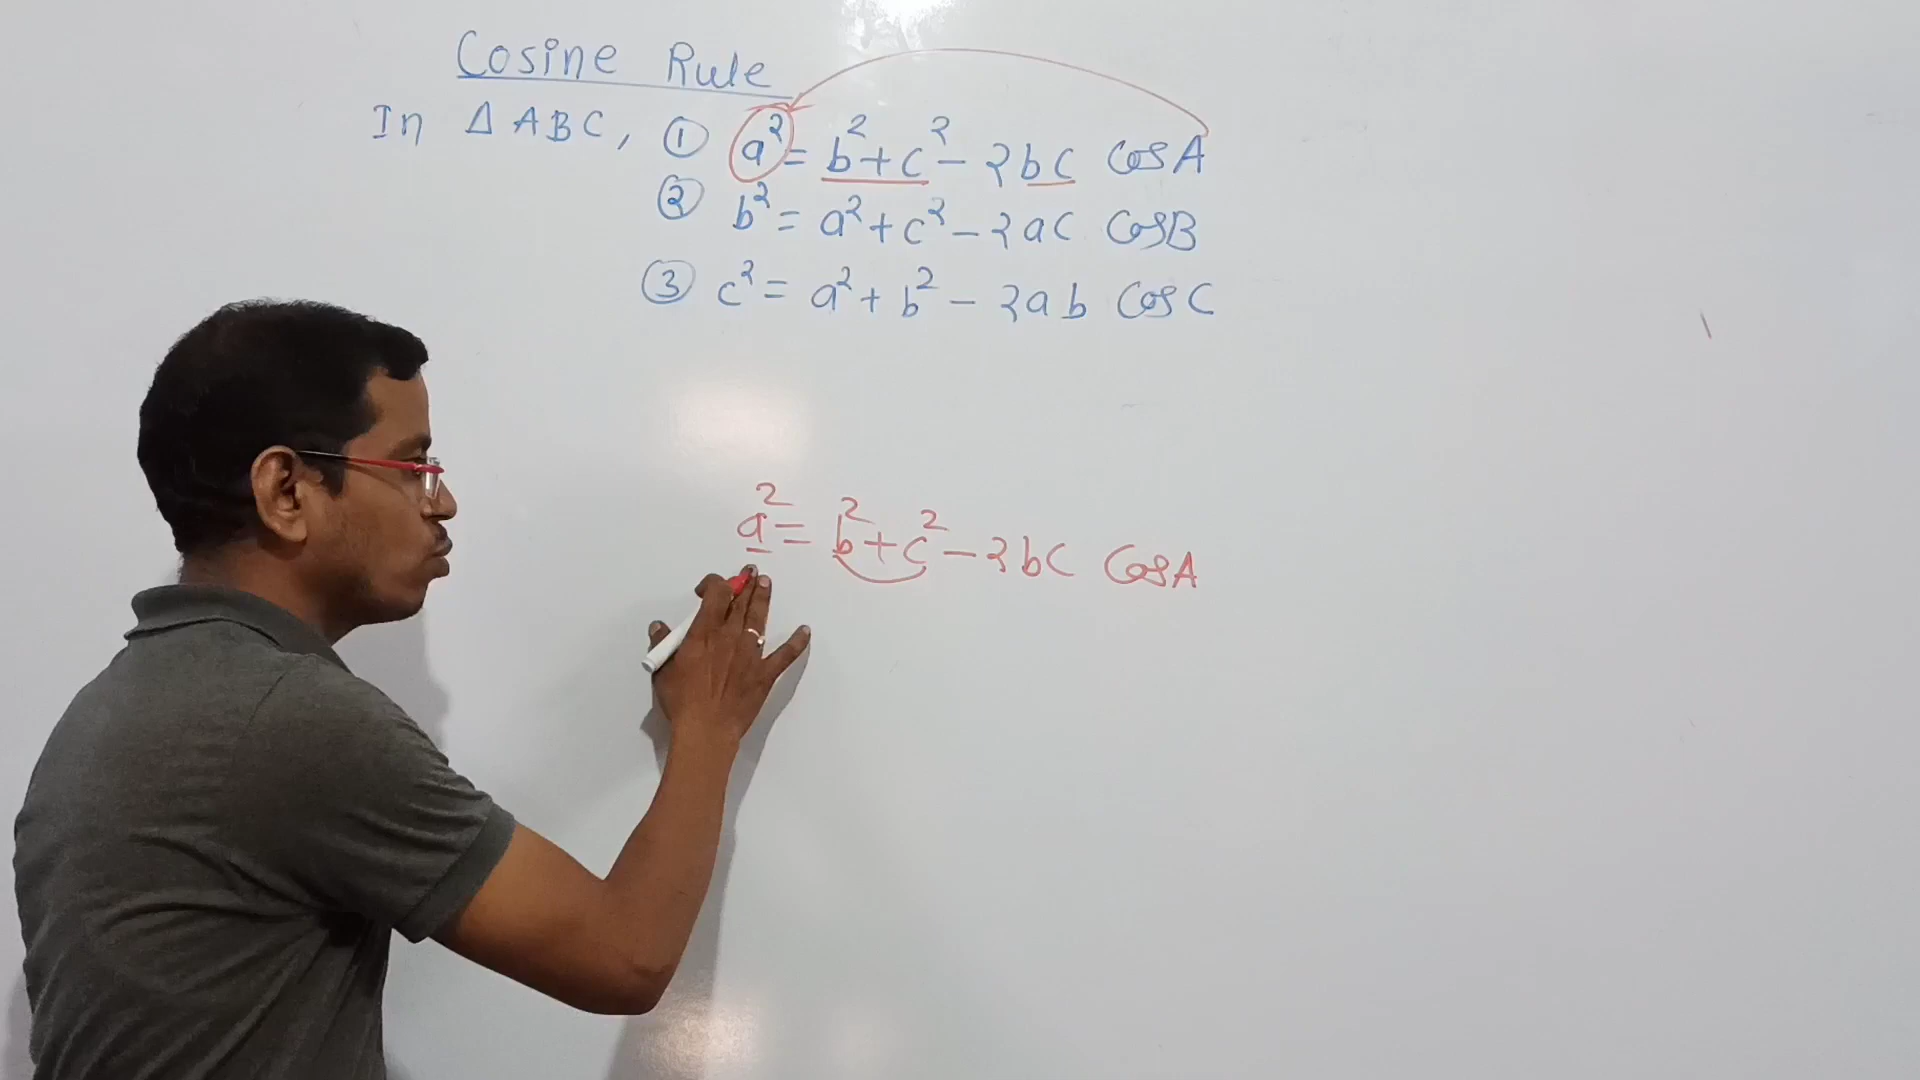 Cosine Rule
In Δ ABC, ① a² = b² + c² - 2bc CosA
② b² = a² + c² - 2ac CosB
③ c² = a² + b² - 2ab CosC
a² = b² + c² - 2bc CosA